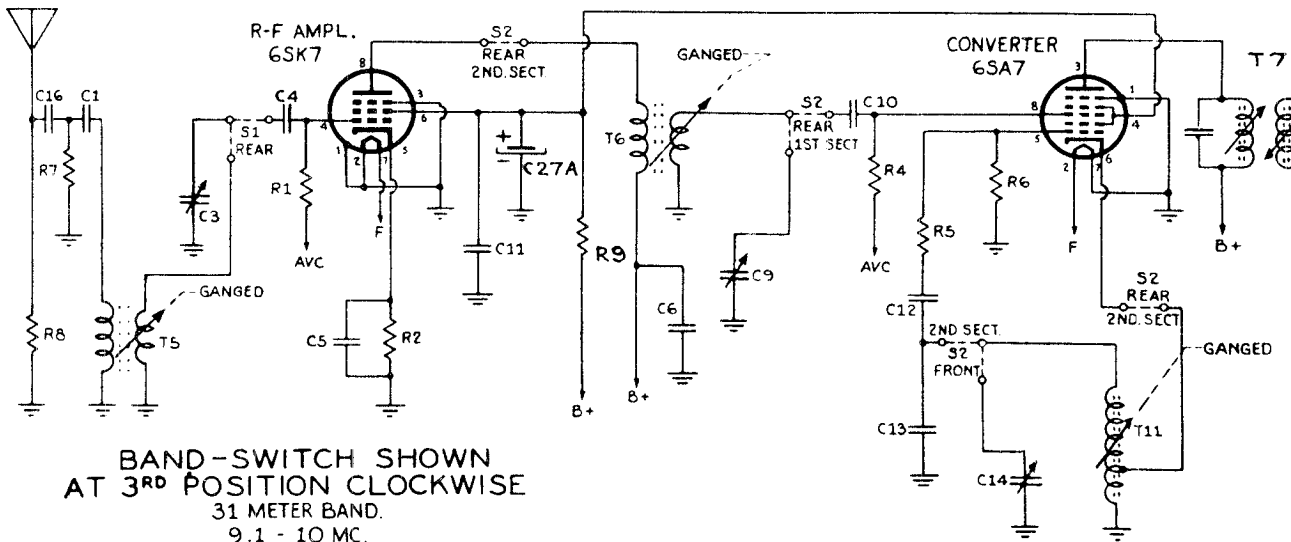 R-F AMPL.
6SK7
S2
REAR
2ND. SECT.
GANGED
CONVERTER
6SA7
T7
C16
C1
R7
R8
T5
GANGED
C3
S1
REAR
C4
R1
AVC
8
4
3
6
1
2
7
5
F
C5
R2
C11
+
C27A
R9
B+
T6
C6
B+
S2
REAR
1ST SECT
C9
C10
R4
AVC
R5
R6
3
8
5
1
4
2
7
6
F
B+
C12
C13
2ND SECT.
S2
FRONT
C14
T11
S2
REAR
2ND. SECT
GANGED
BAND-SWITCH SHOWN
AT 3RD POSITION CLOCKWISE
31 METER BAND.
9.1 - 10 MC.